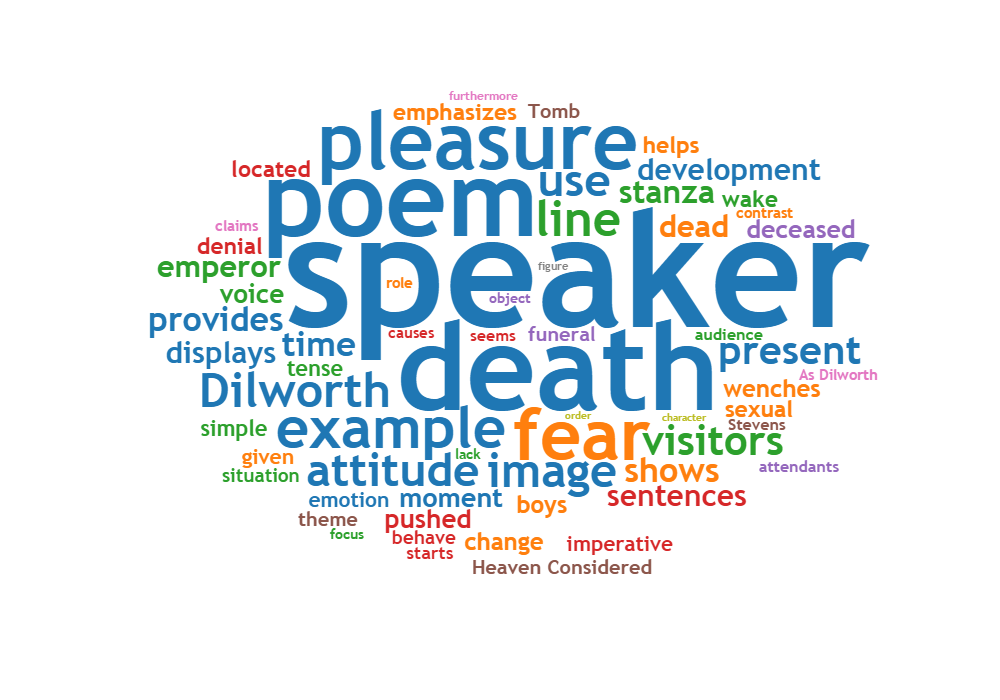 furthermore
emphasizes Tomb
pleasure
helps
located
development
poem
use
stanza
wake
line
contrast
claims
dead
deceased
denial
speaker
emperor
figure
role
voice
object
provides
causes
seems
funeral
audience
time
displays
death
present
tense
As Dilworth
Dilworth
wenches
sexual
order
character
Stevens
simple
example
fear
visitors
lack
given
situation
attitude
image
shows
attendants
emotion
moment
boys
sentences
theme
pushed
focus
behave
change
imperative
starts
Heaven Considered